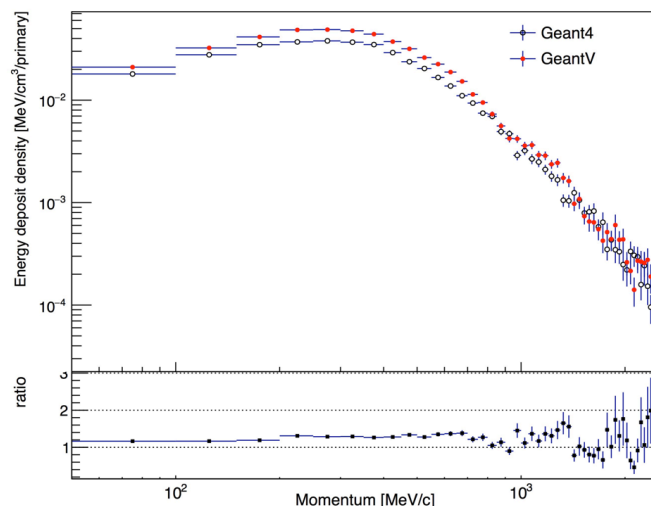 Energy deposit density [MeV/cm³/primary]
Geant4
GeantV
10⁻²
10⁻³
10⁻⁴
ratio
3
2
1
10²
10³
Momentum [MeV/c]